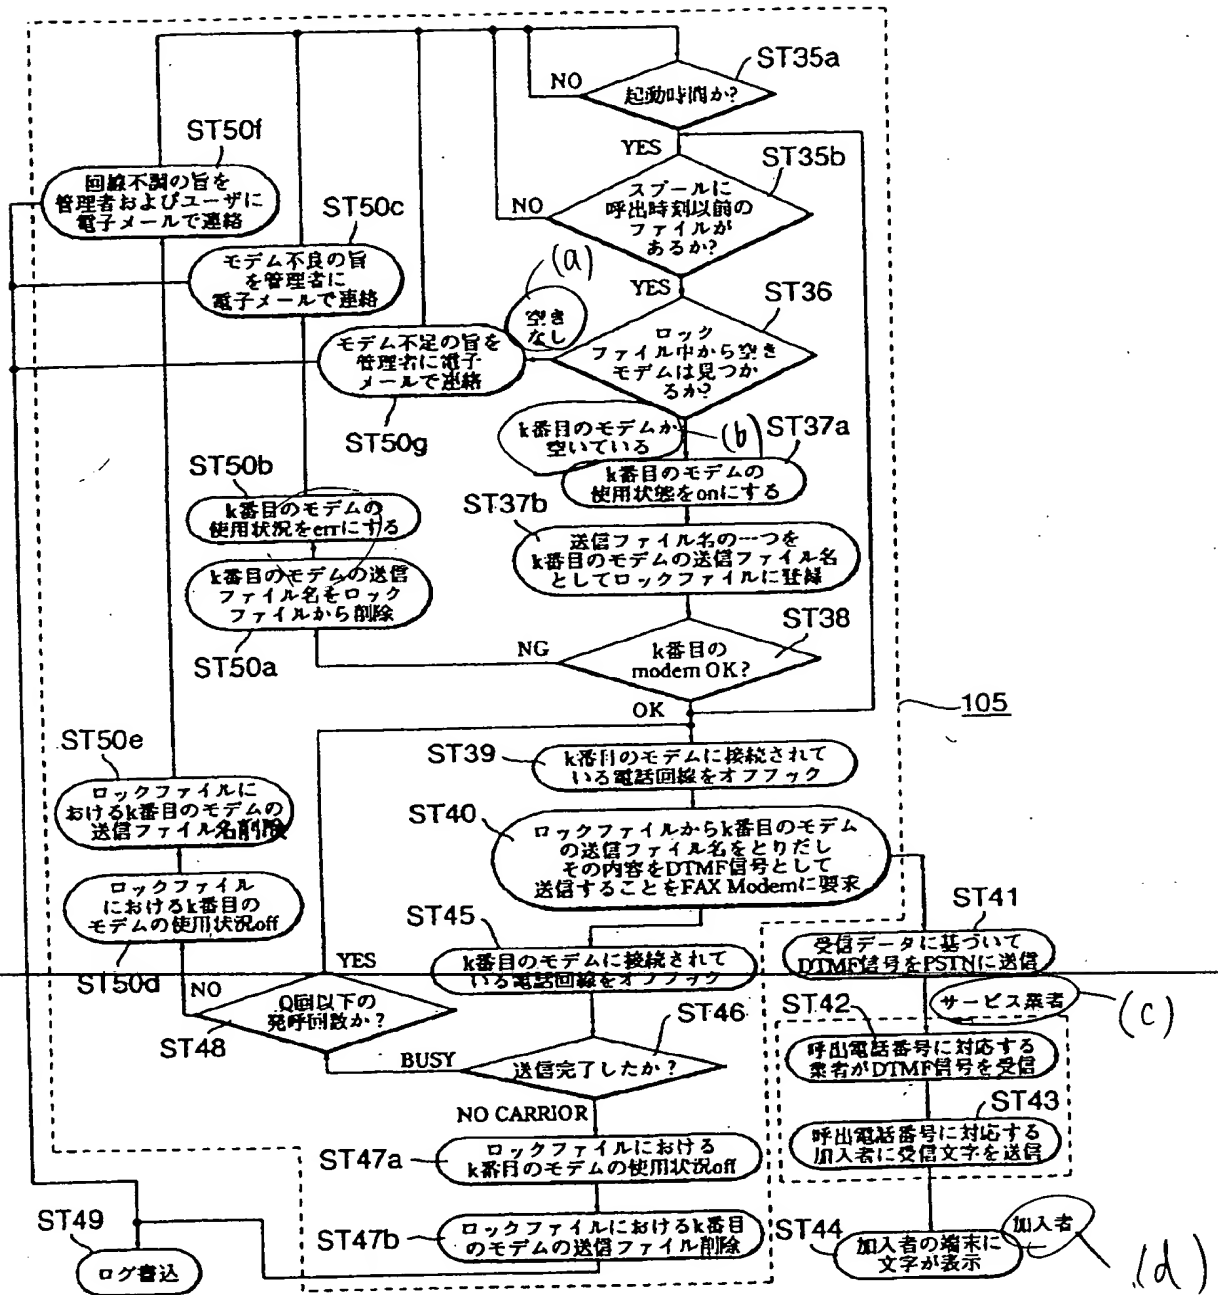 ST35a
NO
起動時間か?
ST50f
YES
ST35b
回線不調の旨を
管理者およびユーザに
電子メールで連絡
スプールに
呼出時刻以前の
ファイルが
あるか?
NO
ST50c
(a)
モデム不良の旨
を管理者に
電子メールで連絡
YES
ST36
空き
なし
ロック
ファイル中から空き
モデムは見つか
るか?
モデム不足の旨を
管理者に電子
メールで連絡
ST50g
k番目のモデムが
空いている
(b)
ST37a
ST50b
k番目のモデムの
使用状態をonにする
k番目のモデムの
使用状況をerrにする
ST37b
送信ファイル名の一つを
k番目のモデムの送信ファイル名
としてロックファイルに登録
k番目のモデムの送信
ファイル名をロック
ファイルから削除
ST50a
ST38
NG
k番目の
modem OK?
OK
105
ST50e
ST39
k番目のモデムに接続されて
いる電話回線をオフフック
ロックファイルに
おけるk番目のモデムの
送信ファイル名削除
ST40
ロックファイルからk番目のモデム
の送信ファイル名をとりだし
その内容をDTMF信号として
送信することをFAX Modemに要求
ロックファイル
におけるk番目の
モデムの使用状況off
ST50d
ST45
ST41
受信データに基づいて
DTMF信号をPSTNに送信
k番目のモデムに接続されて
いる電話回線をオフフック
YES
NO
Q回以下の
発呼回数か?
ST48
ST46
ST42
サービス業者
(c)
BUSY
送信完了したか?
呼出電話番号に対応する
業者がDTMF信号を受信
NO CARRIOR
ST43
ST47a
ロックファイルにおける
k番目のモデムの使用状況off
呼出電話番号に対応する
加入者に受信文字を送信
ST49
ST47b
ロックファイルにおけるk番目
のモデムの送信ファイル削除
ST44
加入者
加入者の端末に
文字が表示
(d)
ログ書込